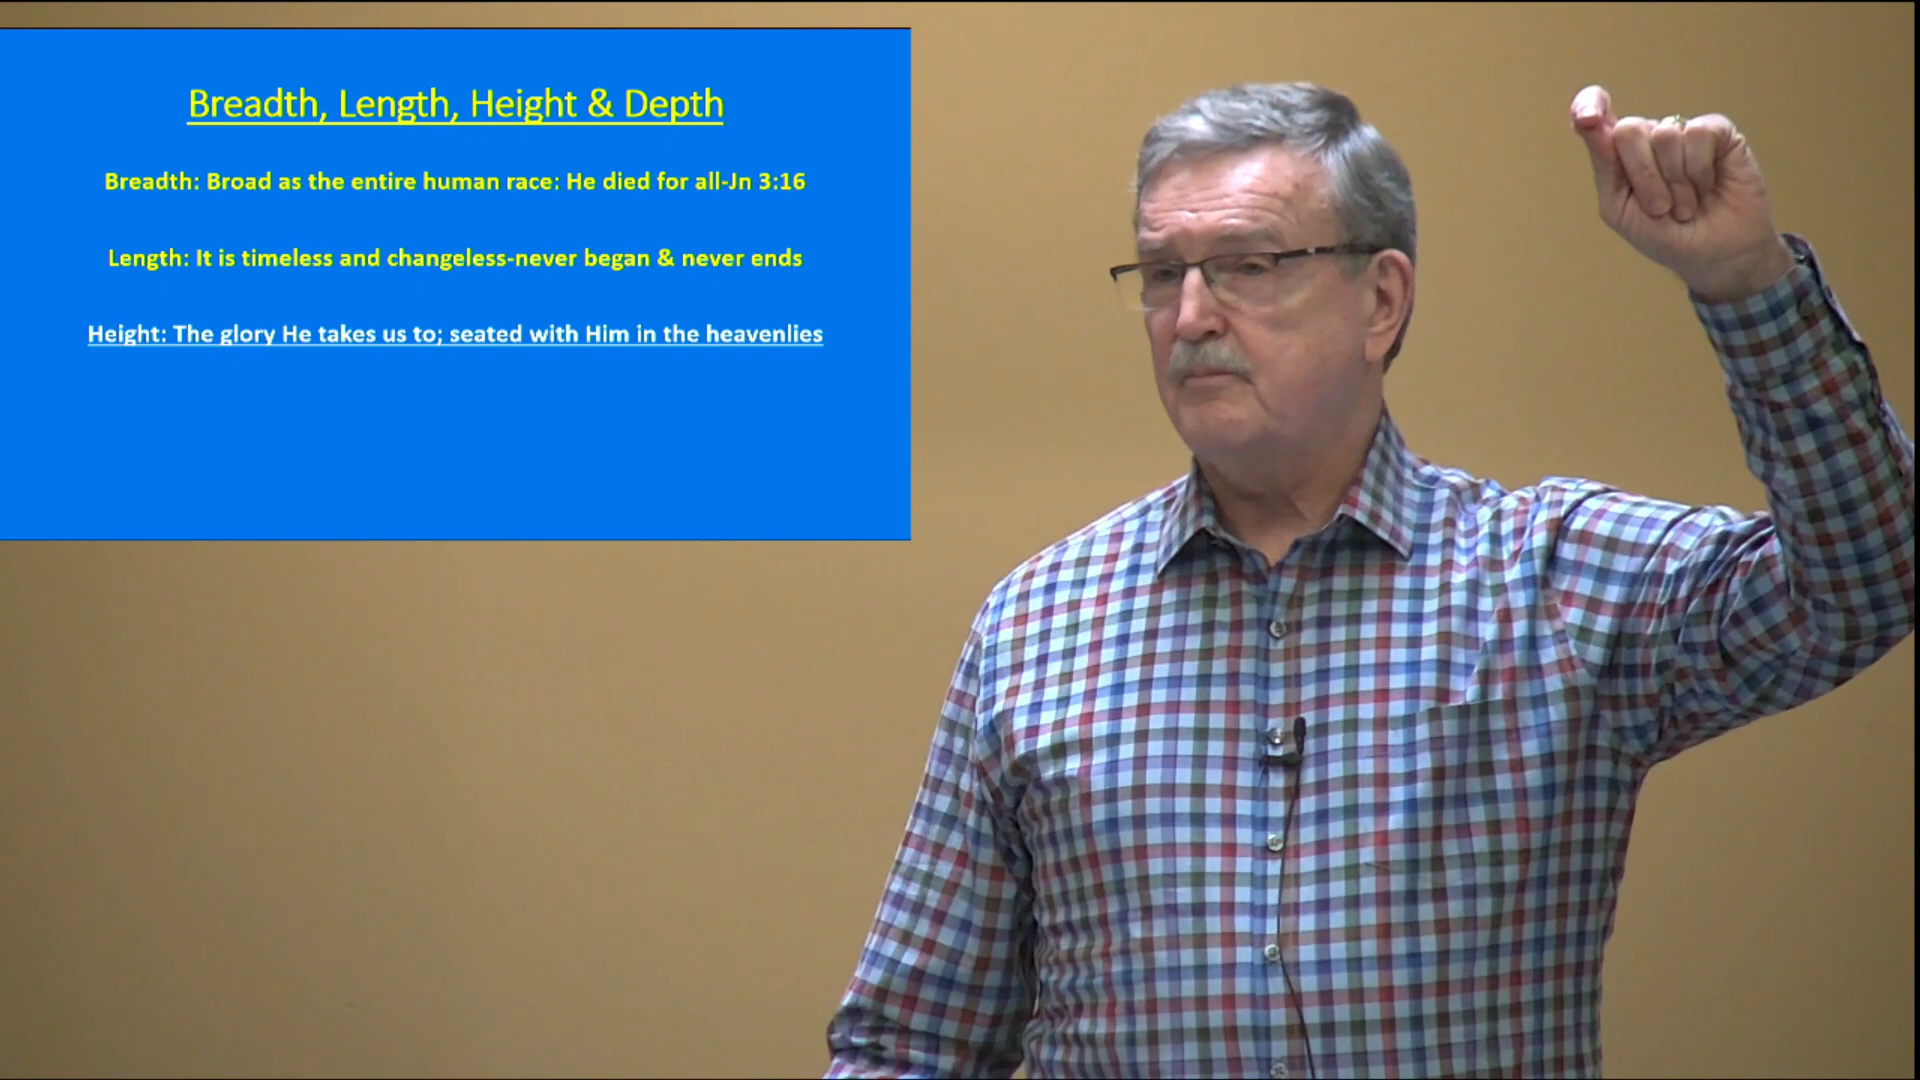 Breadth, Length, Height & Depth
Breadth: Broad as the entire human race: He died for all-Jn 3:16
Length: It is timeless and changeless-never began & never ends
Height: The glory He takes us to; seated with Him in the heavenlies